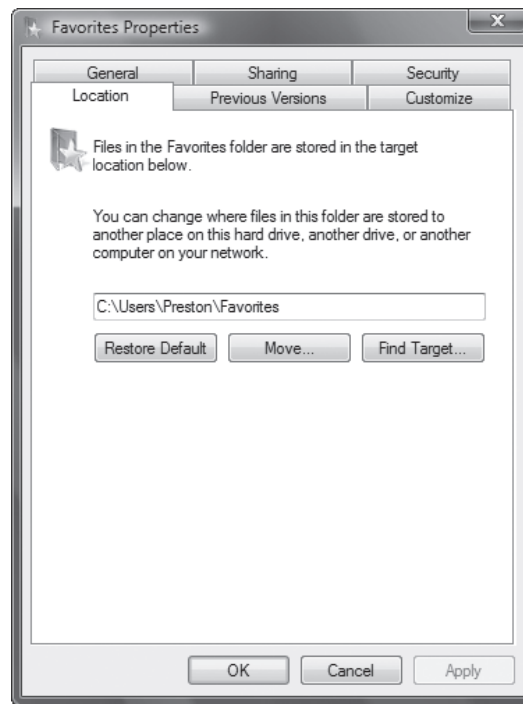 Favorites Properties
General Sharing Security
Location Previous Versions Customize
Files in the Favorites folder are stored in the target
location below.
You can change where files in this folder are stored to
another place on this hard drive, another drive, or another
computer on your network.
C:\Users\Preston\Favorites
Restore Default Move... Find Target...
OK Cancel Apply